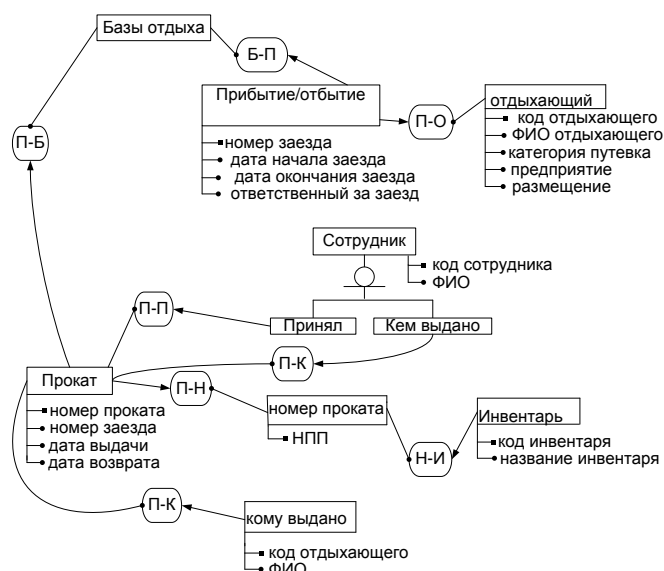 Базы отдыха
Б-П
Прибытие/отбытие
номер заезда
дата начала заезда
дата окончания заезда
ответственный за заезд
П-О
отдыхающий
код отдыхающего
ФИО отдыхающего
категория путевка
предприятие
размещение
П-Б
Сотрудник
код сотрудника
ФИО
П-П
Принял
Кем выдано
П-К
Прокат
номер проката
номер заезда
дата выдачи
дата возврата
П-Н
номер проката
НПП
Н-И
Инвентарь
код инвентаря
название инвентаря
П-К
кому выдано
код отдыхающего
ФИО